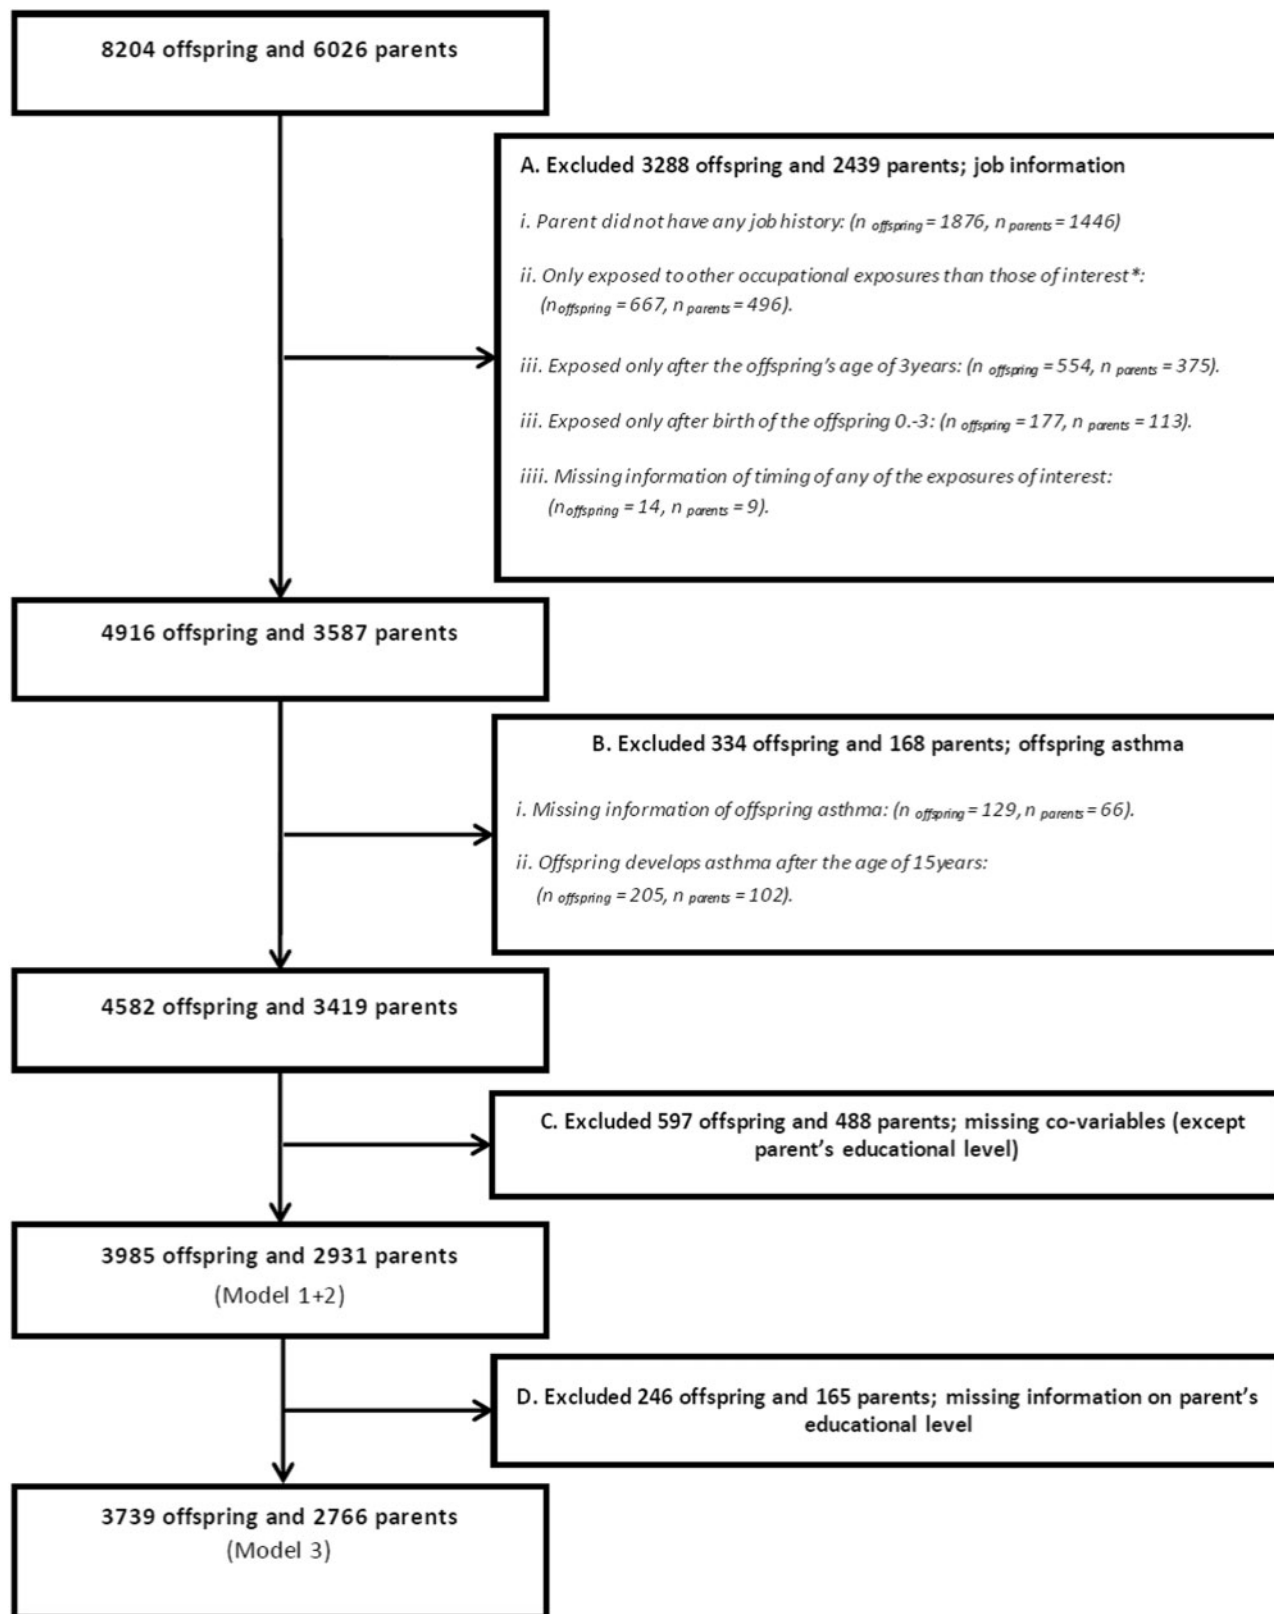 8204 offspring and 6026 parents
A. Excluded 3288 offspring and 2439 parents; job information
i. Parent did not have any job history: (n offspring = 1876, n parents = 1446)
ii. Only exposed to other occupational exposures than those of interest*:
(n offspring = 667, n parents = 496).
iii. Exposed only after the offspring's age of 3years: (n offspring = 554, n parents = 375).
iii. Exposed only after birth of the offspring 0.-3: (n offspring = 177, n parents = 113).
iiii. Missing information of timing of any of the exposures of interest:
(n offspring = 14, n parents = 9).
4916 offspring and 3587 parents
B. Excluded 334 offspring and 168 parents; offspring asthma
i. Missing information of offspring asthma: (n offspring = 129, n parents = 66).
ii. Offspring develops asthma after the age of 15years:
(n offspring = 205, n parents = 102).
4582 offspring and 3419 parents
C. Excluded 597 offspring and 488 parents; missing co-variables (except
parent's educational level)
3985 offspring and 2931 parents
(Model 1+2)
D. Excluded 246 offspring and 165 parents; missing information on parent's
educational level
3739 offspring and 2766 parents
(Model 3)